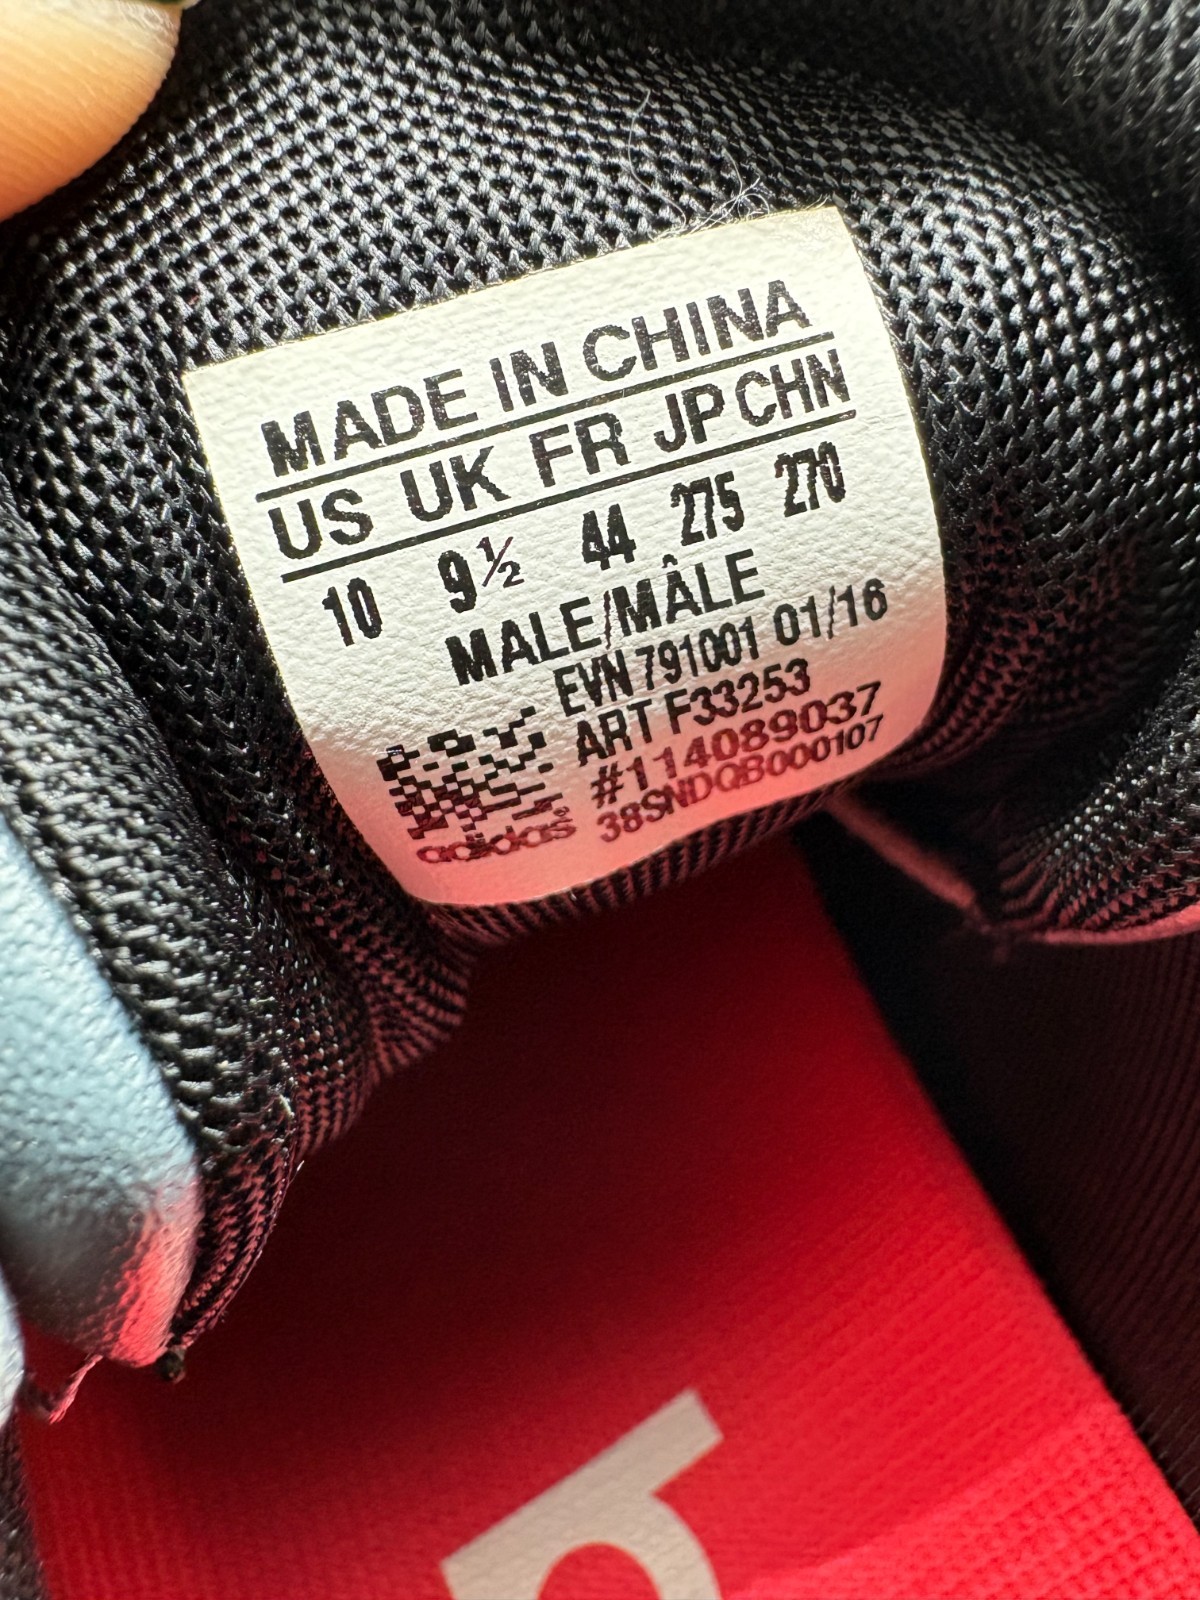 MADE IN CHINA
US UK FR JP CHN
10 9½ 44 275 270
MALE/MÂLE
EVN 791001 01/16
ART F33253
#114089037
adidas 38SNDQB000107